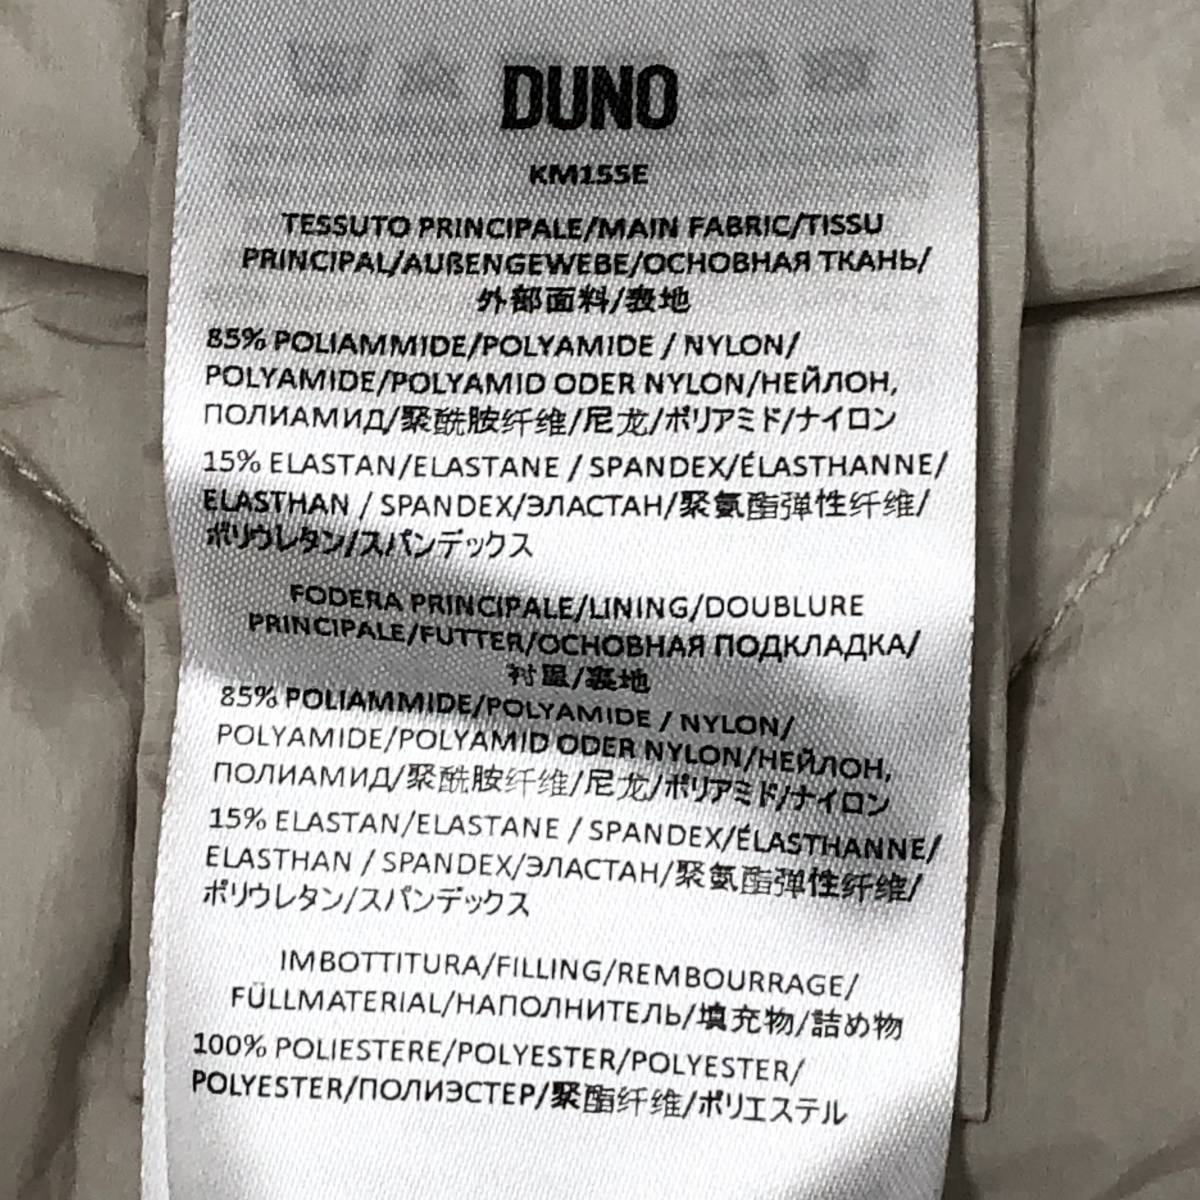 DUNO
KM155E
TESSUTO PRINCIPALE/MAIN FABRIC/TISSU
PRINCIPAL/AUßENGEWEBE/ОСНОВНАЯ ТКАНЬ/
外部面料/表地
85% POLIAMMIDE/POLYAMIDE / NYLON/
POLYAMIDE/POLYAMID ODER NYLON/НЕЙЛОН,
ПОЛИАМИД/聚酰胺纤维/尼龙/ポリアミド/ナイロン
15% ELASTAN/ELASTANE / SPANDEX/ÉLASTHANNE/
ELASTHAN / SPANDEX/ЭЛАСТАН/聚氨酯弹性纤维/
ポリウレタン/スパンデックス
FODERA PRINCIPALE/LINING/DOUBLURE
PRINCIPALE/FUTTER/ОСНОВНАЯ ПОДКЛАДКА/
衬里/裏地
85% POLIAMMIDE/POLYAMIDE / NYLON/
POLYAMIDE/POLYAMID ODER NYLON/НЕЙЛОН,
ПОЛИАМИД/聚酰胺纤维/尼龙/ポリアミド/ナイロン
15% ELASTAN/ELASTANE / SPANDEX/ÉLASTHANNE/
ELASTHAN / SPANDEX/ЭЛАСТАН/聚氨酯弹性纤维/
ポリウレタン/スパンデックス
IMBOTTITURA/FILLING/REMBOURRAGE/
FÜLLMATERIAL/НАПОЛНИТЕЛЬ/填充物/詰め物
100% POLIESTERE/POLYESTER/POLYESTER/
POLYESTER/ПОЛИЭСТЕР/聚酯纤维/ポリエステル